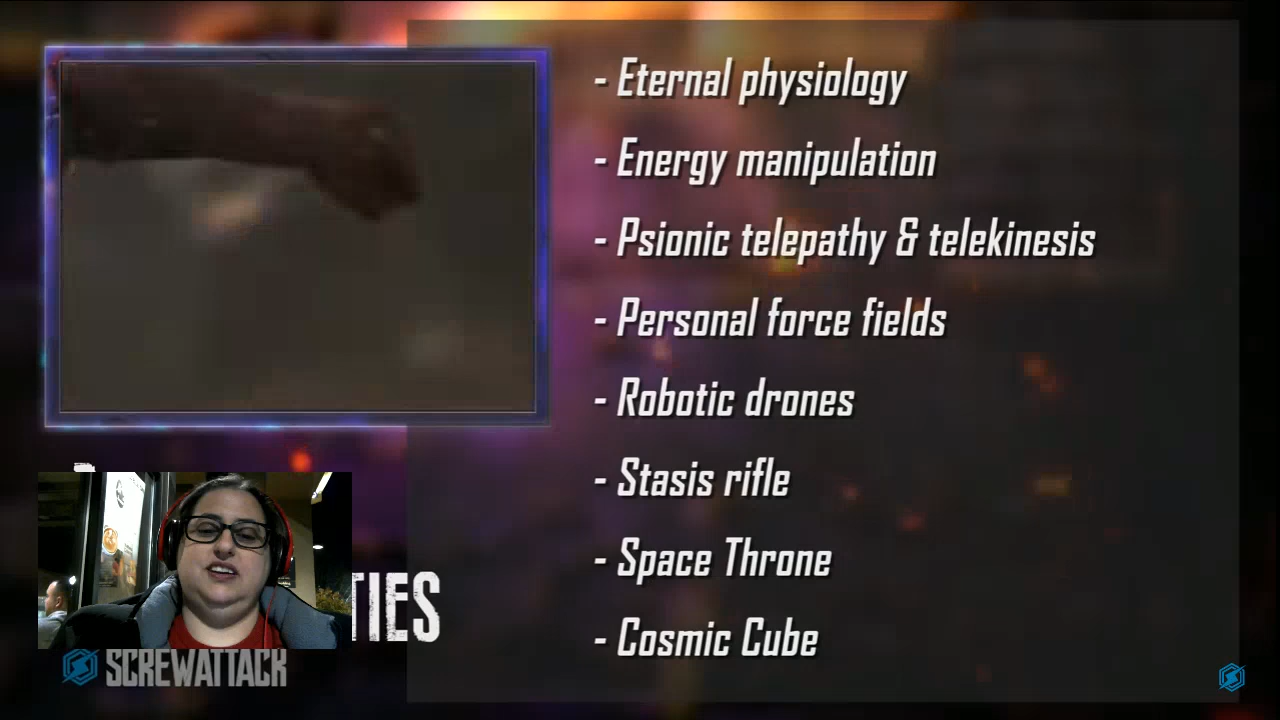 - Eternal physiology
- Energy manipulation
- Psionic telepathy & telekinesis
- Personal force fields
- Robotic drones
- Stasis rifle
- Space Throne
- Cosmic Cube
TIES
SCREWATTACK